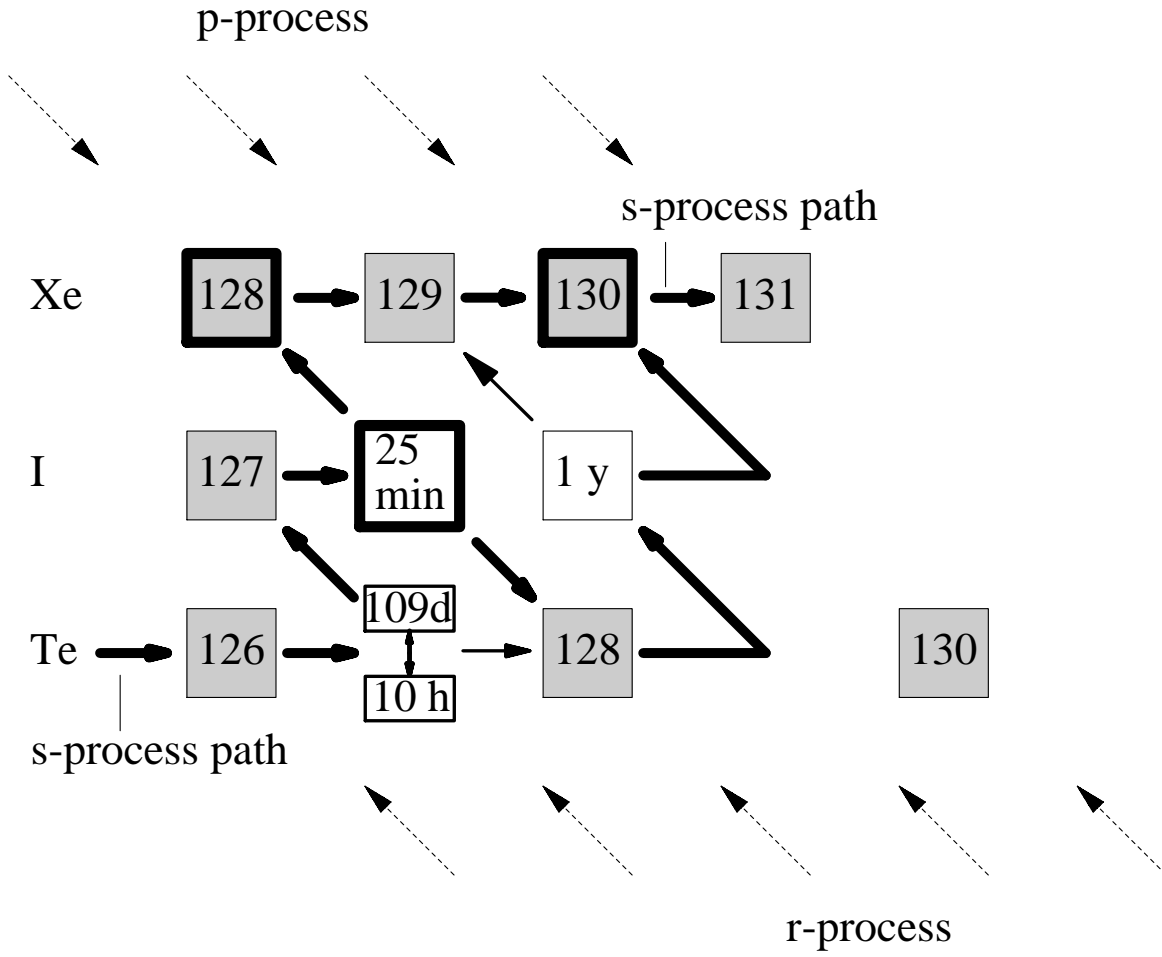 p-process
s-process path
Xe 128 129 130 131
I 127 25 min 1 y
109d
Te 126 128 130
10 h
s-process path
r-process